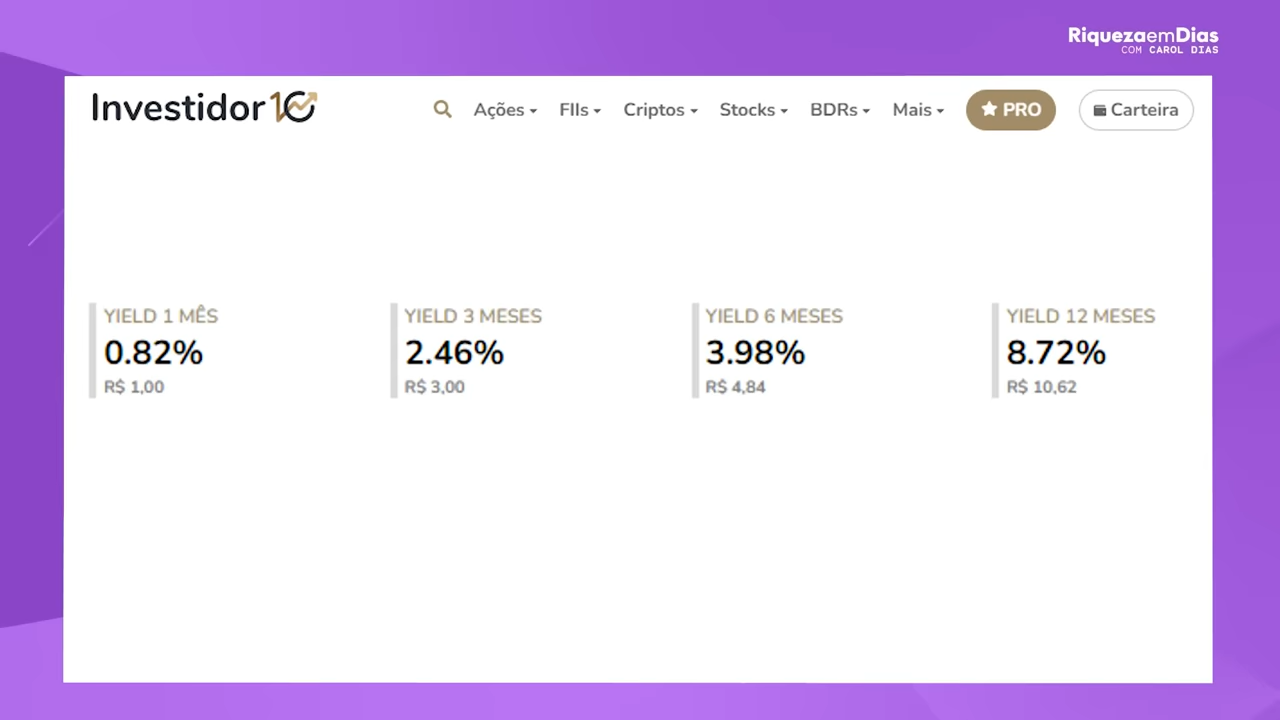 RiquezaemDias
COM CAROL DIAS
Investidor 10
Ações
FIIs
Criptos
Stocks
BDRs
Mais
PRO
Carteira
YIELD 1 MÊS
0.82%
R$ 1,00
YIELD 3 MESES
2.46%
R$ 3,00
YIELD 6 MESES
3.98%
R$ 4,84
YIELD 12 MESES
8.72%
R$ 10,62